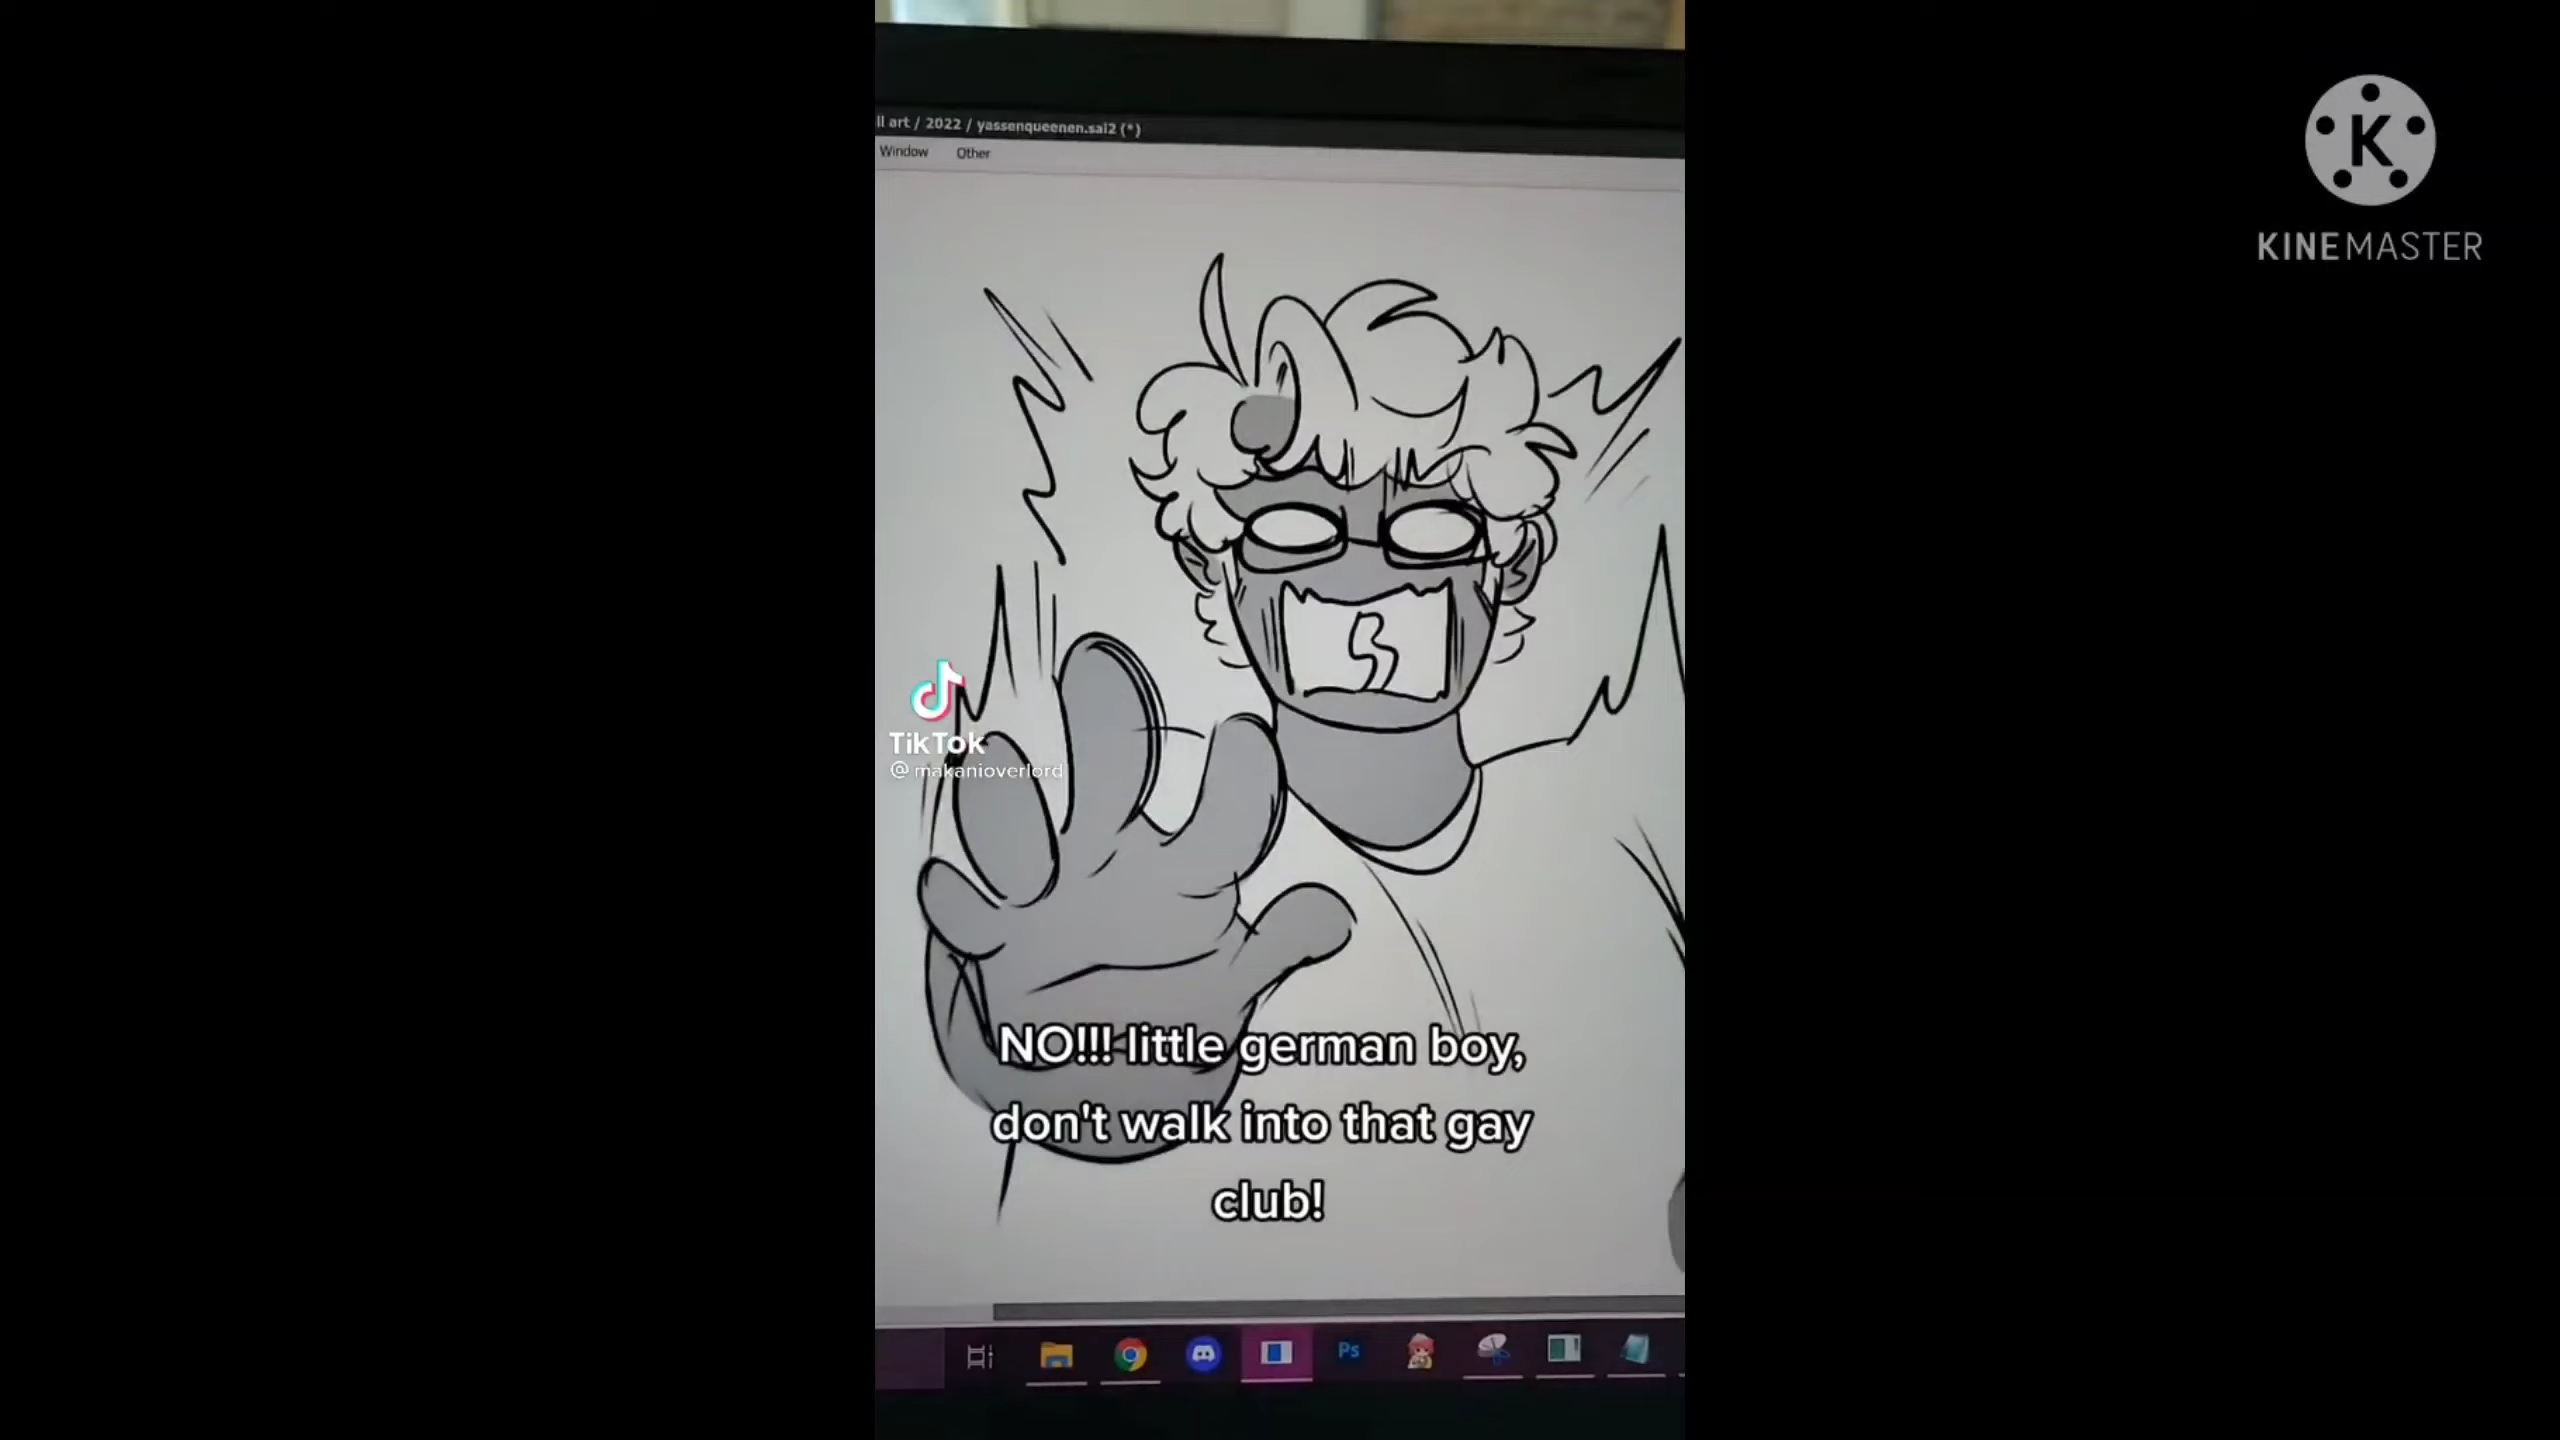 ll art / 2022 / yassenqueenen.sai2 (*)
Window Other
K
KINEMASTER
TikTok
@makanioverlord
NO!!! little german boy,
don't walk into that gay
club!
Ps